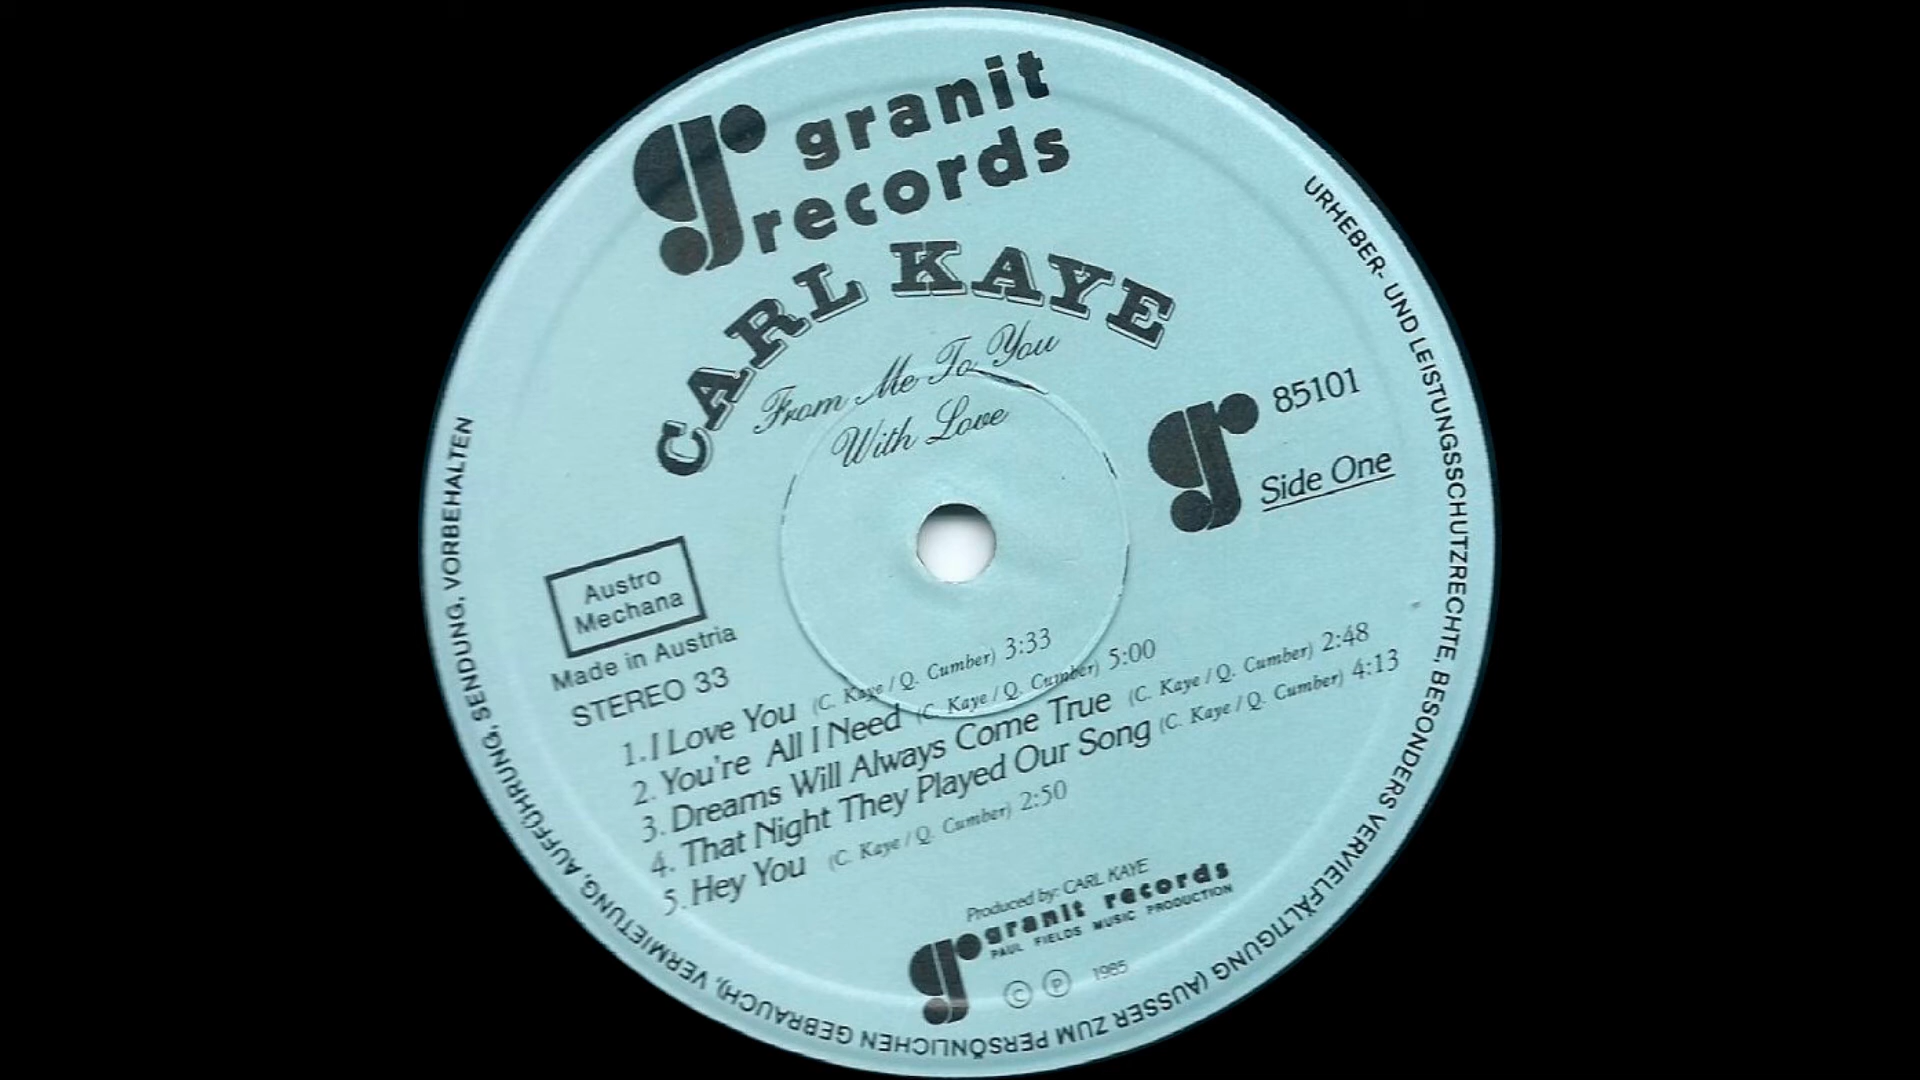 gr granit
records
CARL KAYE
From Me To You
With Love
gr 85101
Side One
Austro
Mechana
Made in Austria
STEREO 33
1. I Love You (C. Kaye / Q. Cumber) 3:33
2. You're All I Need (C. Kaye / Q. Cumber) 5:00
3. Dreams Will Always Come True (C. Kaye / Q. Cumber) 2:48
4. That Night They Played Our Song (C. Kaye / Q. Cumber) 4:13
5. Hey You (C. Kaye / Q. Cumber) 2:50
Produced by: CARL KAYE
gr granit records
PAUL FIELDS MUSIC PRODUCTION
© ℗ 1985
URHEBER- UND LEISTUNGSSCHUTZRECHTE, BESONDERS VERVIELFÄLTIGUNG (AUSSER ZUM PERSÖNLICHEN GEBRAUCH), VERMIETUNG, AUFFÜHRUNG, SENDUNG, VORBEHALTEN